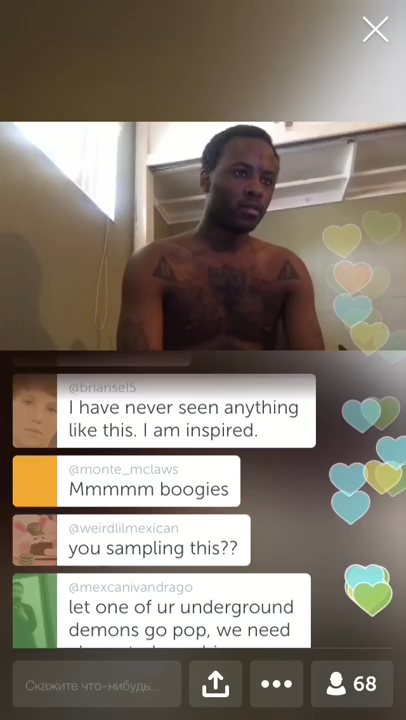 @briansel5
I have never seen anything
like this. I am inspired.
@monte_mclaws
Mmmmm boogies
@weirdlilmexican
you sampling this??
@mexcanivandrago
let one of ur underground
demons go pop, we need
Скажите что-нибудь...
68